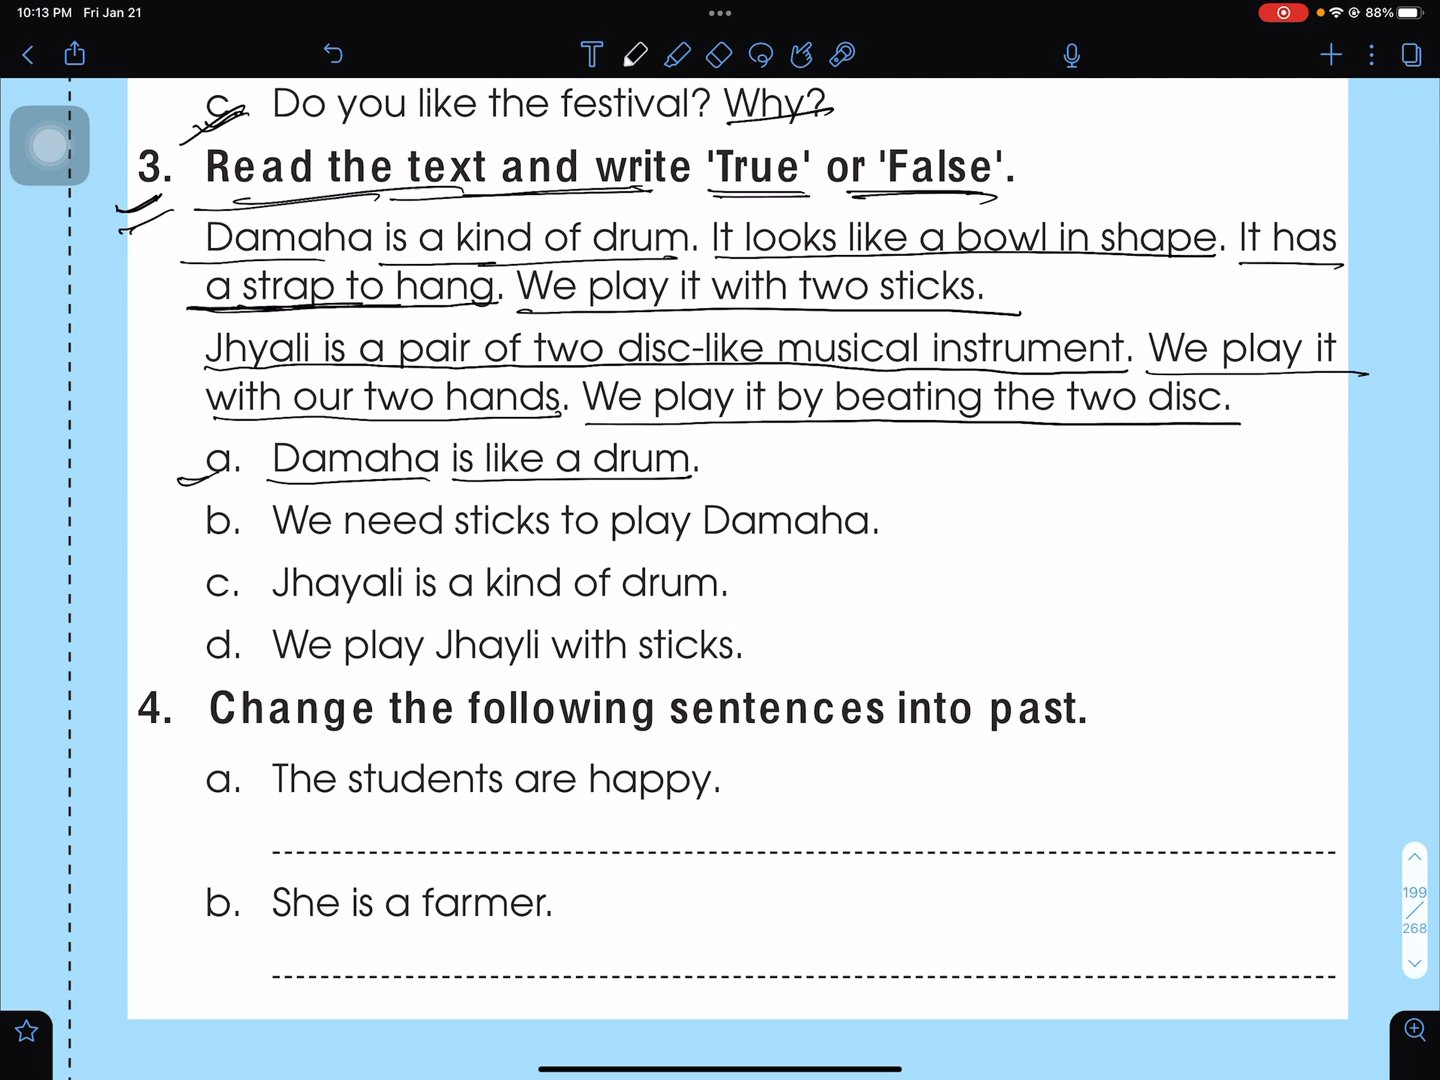 10:13 PM Fri Jan 21
88%
c. Do you like the festival? Why?
3. Read the text and write 'True' or 'False'.
Damaha is a kind of drum. It looks like a bowl in shape. It has
a strap to hang. We play it with two sticks.
Jhyali is a pair of two disc-like musical instrument. We play it
with our two hands. We play it by beating the two disc.
a. Damaha is like a drum.
b. We need sticks to play Damaha.
c. Jhayali is a kind of drum.
d. We play Jhayli with sticks.
4. Change the following sentences into past.
a. The students are happy.
b. She is a farmer.
199
268